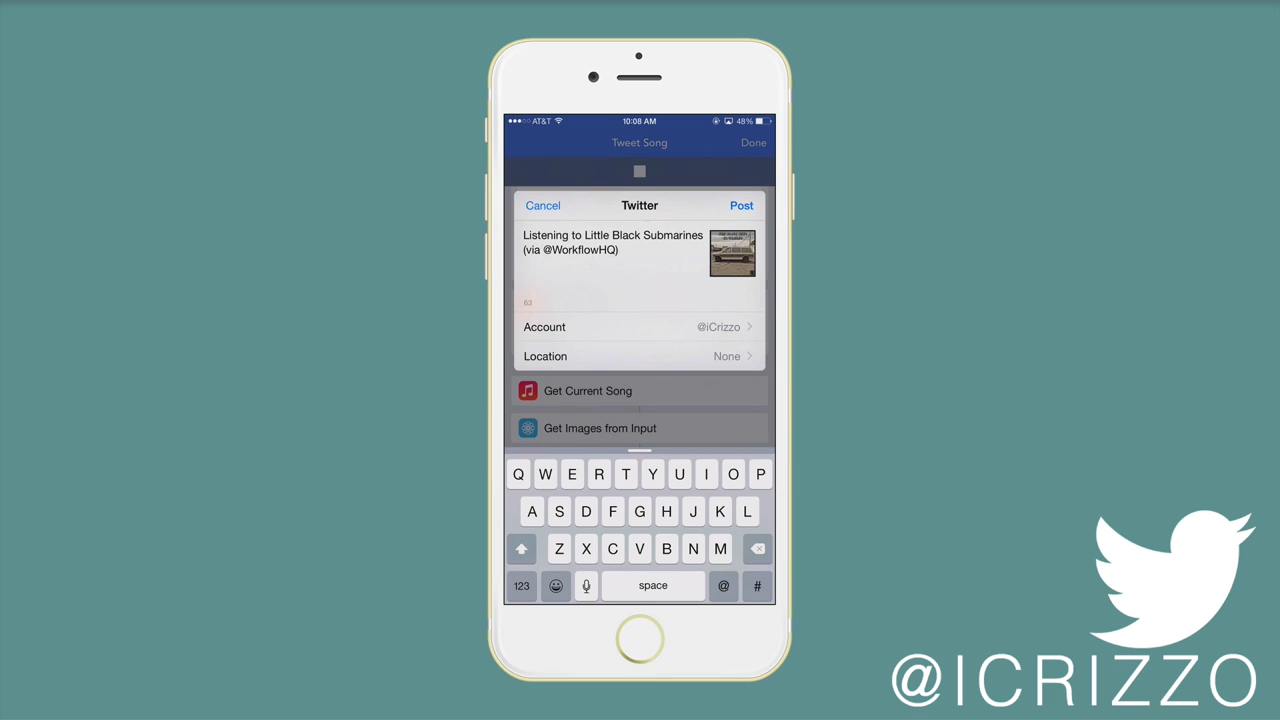 AT&T 10:08 AM 48%
Tweet Song Done
Cancel Twitter Post
Listening to Little Black Submarines
(via @WorkflowHQ)
63
Account @iCrizzo
Location None
Get Current Song
Get Images from Input
Q W E R T Y U I O P
A S D F G H J K L
Z X C V B N M
123 space @ #
@ICRIZZO